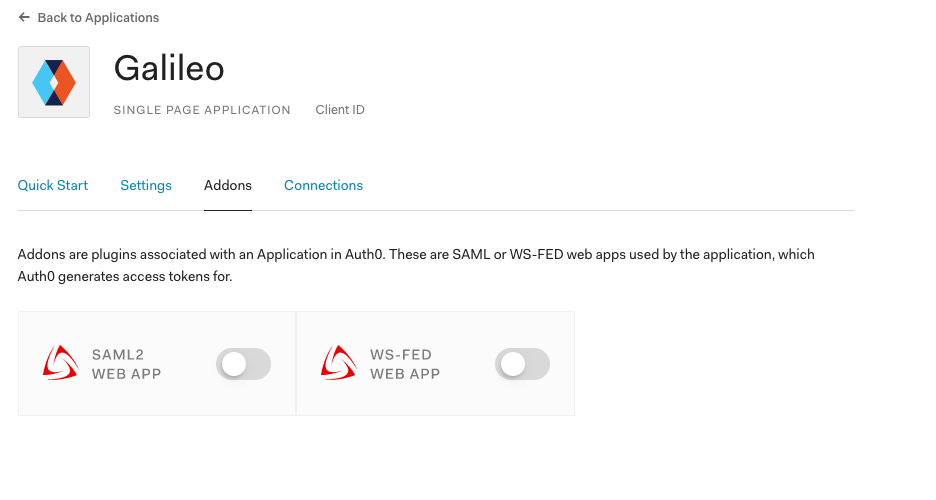 Back to Applications
Galileo
SINGLE PAGE APPLICATION Client ID
Quick Start Settings Addons Connections
Addons are plugins associated with an Application in Auth0. These are SAML or WS-FED web apps used by the application, which
Auth0 generates access tokens for.
SAML2
WEB APP
WS-FED
WEB APP